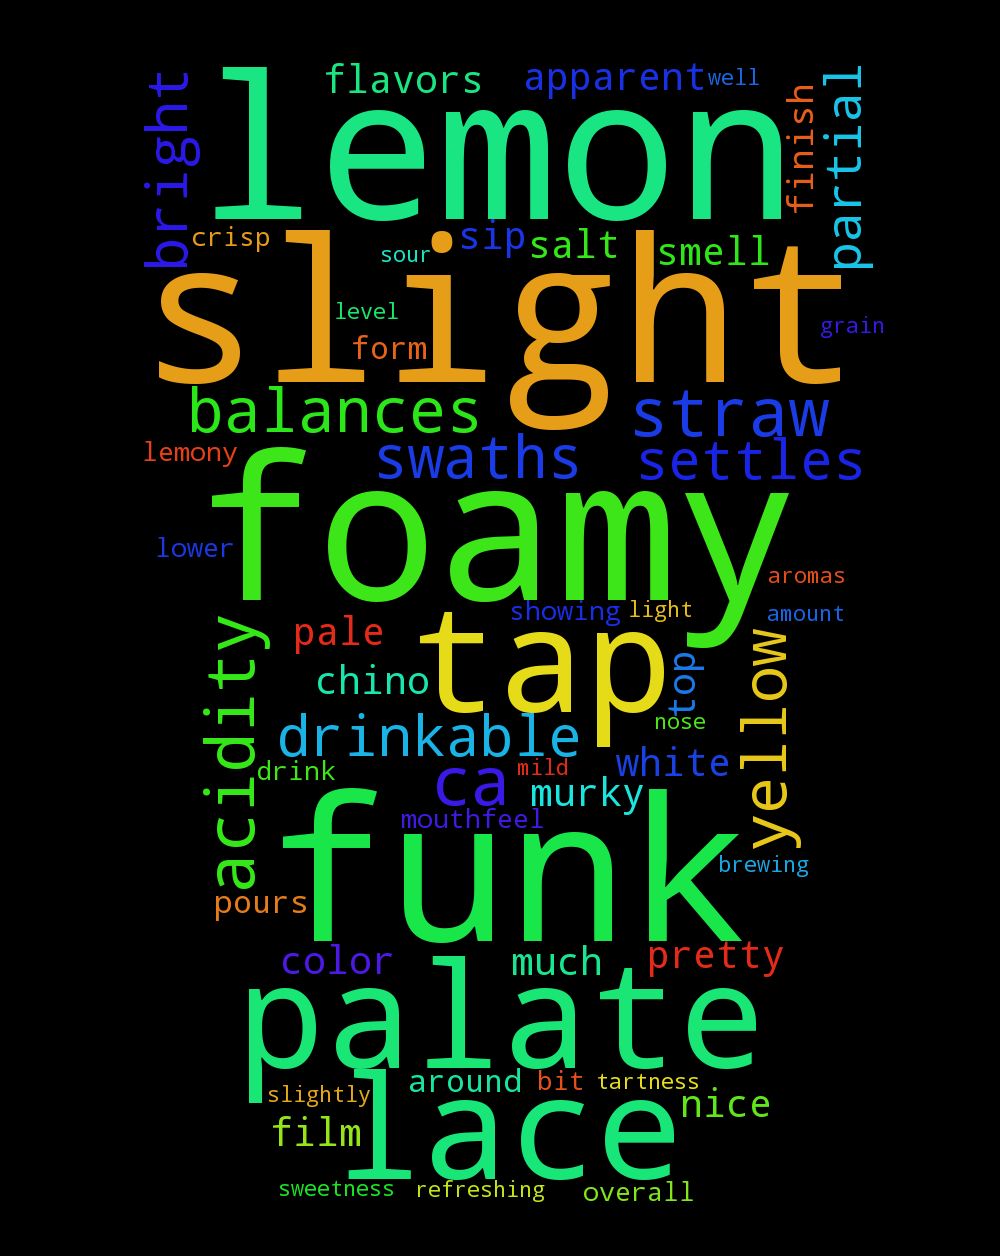 flavors apparent well
bright lemon finish partial
crisp sour sip salt smell
slight
level grain
form
balances straw
lemony swaths settles
foamy
lower aromas
showing light amount
pale tap
acidity chino top yellow
nose
drinkable
drink ca mild white
murky
mouthfeel
funk
brewing
pours
color much pretty
palate
around bit tartness
slightly lace nice
film
sweetness refreshing overall